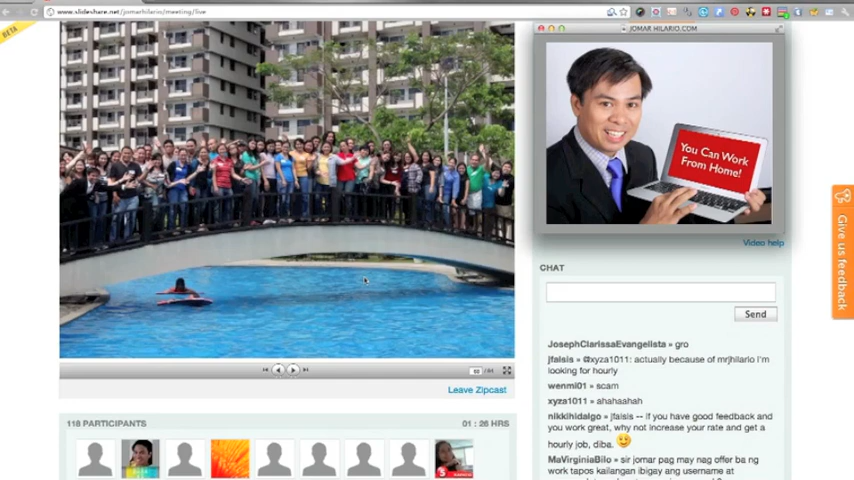 www.slideshare.net/jomarhilario/meeting/live
BETA
JOMAR HILARIO.COM
You Can Work
From Home!
Video help
Give us feedback
CHAT
Send
Leave Zipcast
JosephClarissaEvangelista » gro
jfaisis » @xyza1011: actually because of mrjhilario i'm
looking for hourly
wenmi01 » scam
xyza1011 » ahahaahah
nikkihidalgo » jfaisis -- if you have good feedback and
you work great, why not increase your rate and get a
hourly job, diba.
MaVirginiaBilo » sir jomar pag may nag offer ba ng
work tapos kailangan ibigay ang username at
118 PARTICIPANTS
01 : 26 HRS